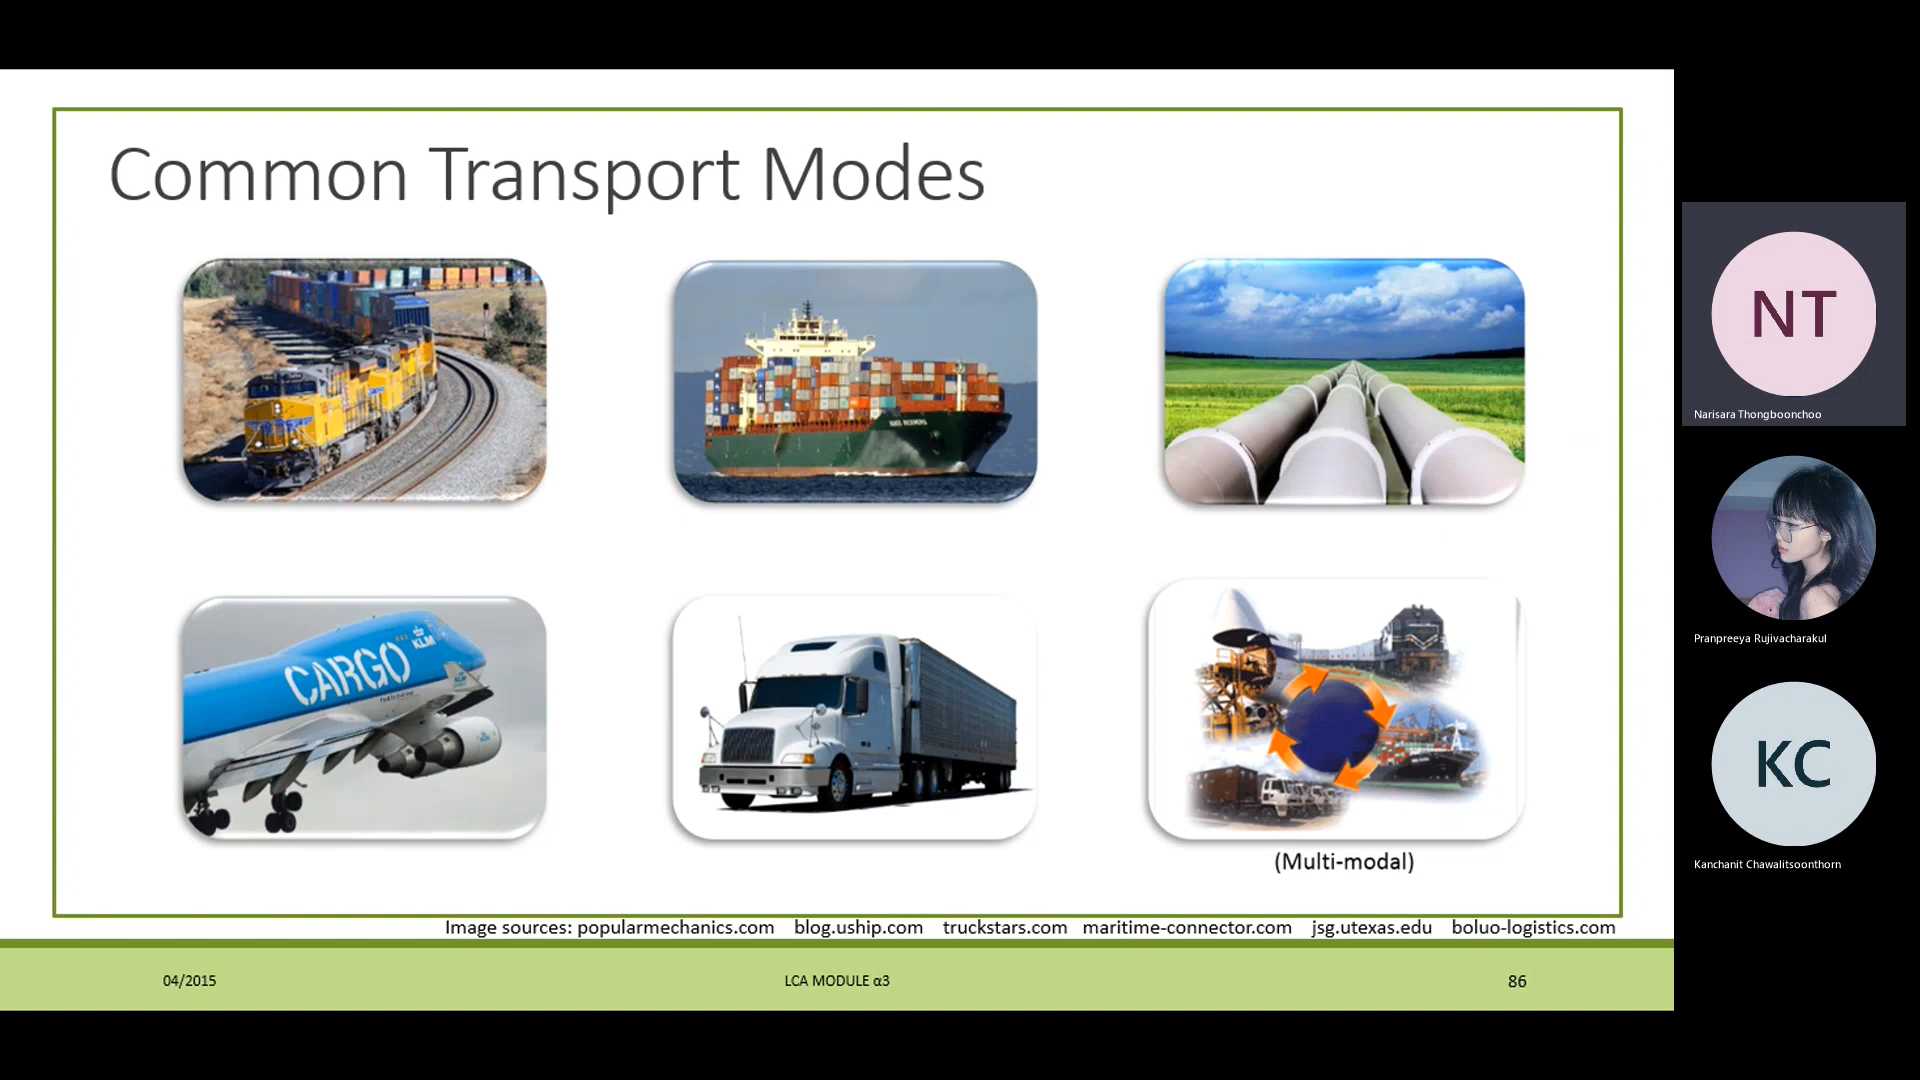 Common Transport Modes
CARGO
KLM
(Multi-modal)
Image sources: popularmechanics.com blog.uship.com truckstars.com maritime-connector.com jsg.utexas.edu boluo-logistics.com
04/2015
LCA MODULE α3
86
NT
Narisara Thongboonchoo
Pranpreeya Rujivacharakul
KC
Kanchanit Chawalitsoonthorn